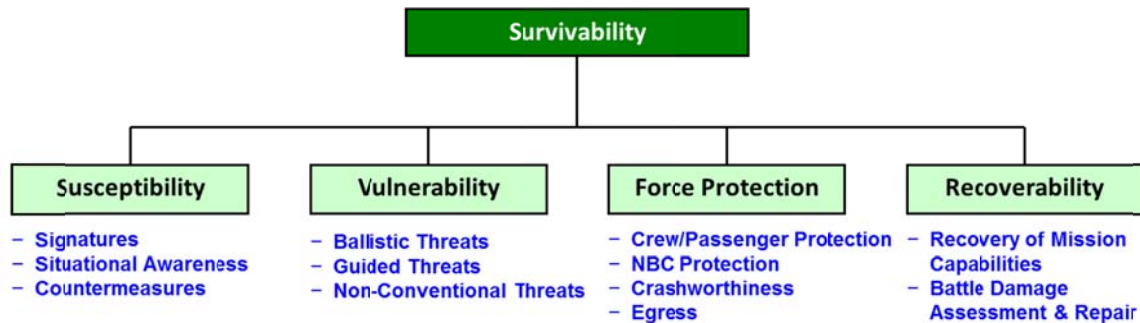 Survivability
Susceptibility
– Signatures
– Situational Awareness
– Countermeasures
Vulnerability
– Ballistic Threats
– Guided Threats
– Non-Conventional Threats
Force Protection
– Crew/Passenger Protection
– NBC Protection
– Crashworthiness
– Egress
Recoverability
– Recovery of Mission
Capabilities
– Battle Damage
Assessment & Repair